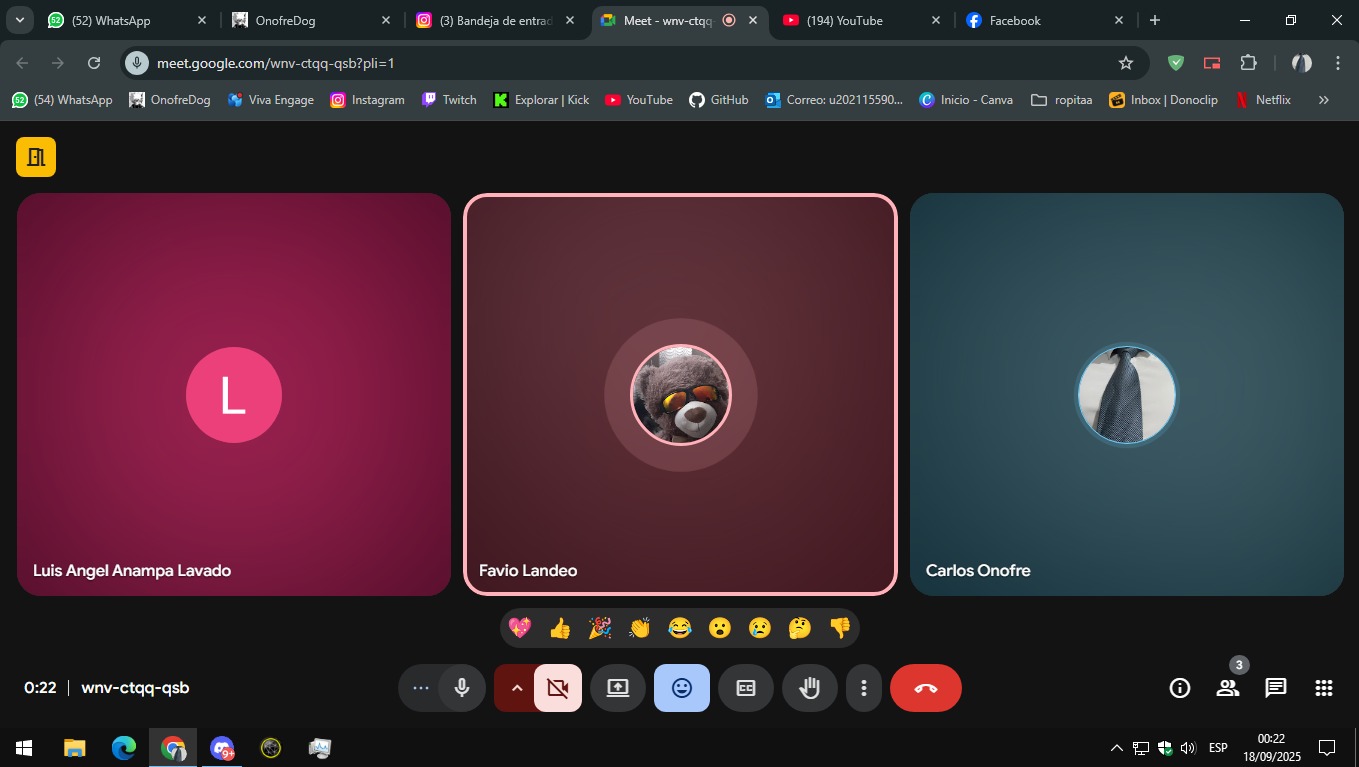 (52) WhatsApp
OnofreDog
(3) Bandeja de entrad
Meet - wnv-ctqq-
(194) YouTube
Facebook
meet.google.com/wnv-ctqq-qsb?pli=1
(54) WhatsApp
OnofreDog
Viva Engage
Instagram
Twitch
Explorar | Kick
YouTube
GitHub
Correo: u202115590...
Inicio - Canva
ropitaa
Inbox | Donoclip
Netflix
L
Luis Angel Anampa Lavado
Favio Landeo
Carlos Onofre
0:22 | wnv-ctqq-qsb
CC
3
9+
ESP
00:22
18/09/2025